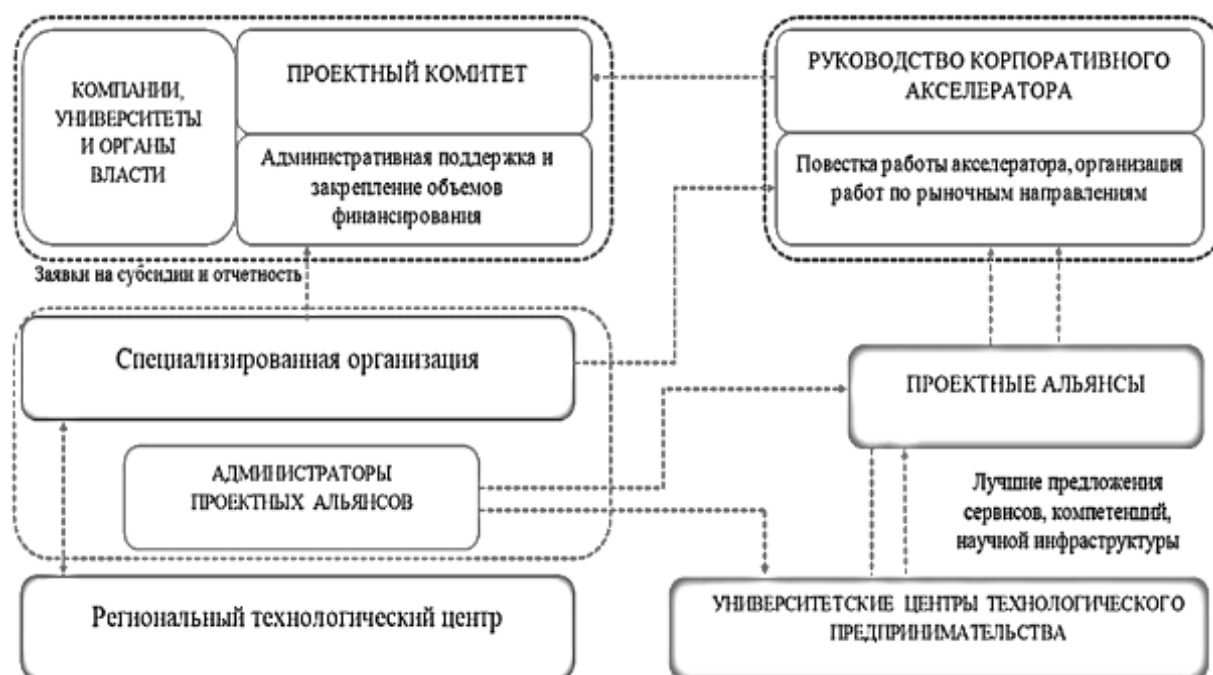 КОМПАНИИ,
УНИВЕРСИТЕТЫ
И ОРГАНЫ
ВЛАСТИ
ПРОЕКТНЫЙ КОМИТЕТ
Административная поддержка и
закрепление объемов
финансирования
РУКОВОДСТВО КОРПОРАТИВНОГО
АКСЕЛЕРАТОРА
Повестка работы акселератора, организация
работ по рыночным направлениям
Заявки на субсидии и отчетность
Специализированная организация
ПРОЕКТНЫЕ АЛЬЯНСЫ
АДМИНИСТРАТОРЫ
ПРОЕКТНЫХ АЛЬЯНСОВ
Лучшие предложения
сервисов, компетенций,
научной инфраструктуры
Региональный технологический центр
УНИВЕРСИТЕТСКИЕ ЦЕНТРЫ ТЕХНОЛОГИЧЕСКОГО
ПРЕДПРИНИМАТЕЛЬСТВА